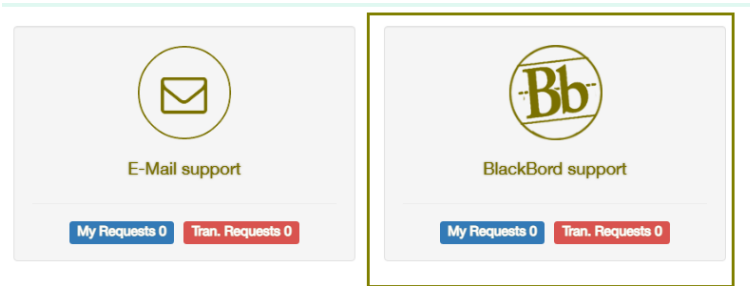 E-Mail support
My Requests 0 Tran. Requests 0
Bb
BlackBord support
My Requests 0 Tran. Requests 0